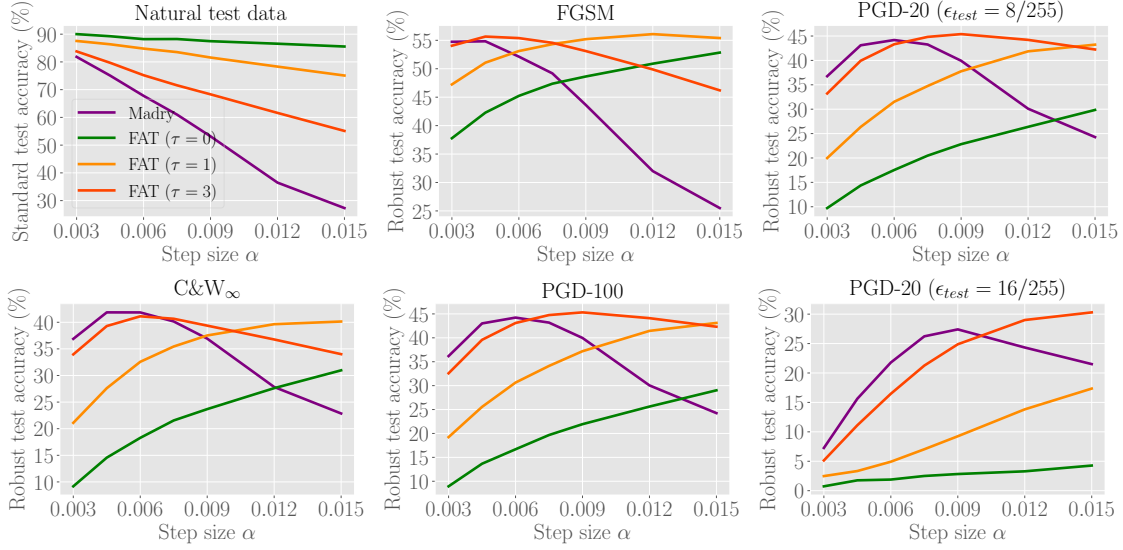 Natural test data
Standard test accuracy (%)
90
80
70
60
50
40
30
Madry
FAT (τ = 0)
FAT (τ = 1)
FAT (τ = 3)
0.003 0.006 0.009 0.012 0.015
Step size α
FGSM
Robust test accuracy (%)
55
50
45
40
35
30
25
0.003 0.006 0.009 0.012 0.015
Step size α
PGD-20 (ϵ_test = 8/255)
Robust test accuracy (%)
45
40
35
30
25
20
15
10
0.003 0.006 0.009 0.012 0.015
Step size α
C&W∞
Robust test accuracy (%)
40
35
30
25
20
15
10
0.003 0.006 0.009 0.012 0.015
Step size α
PGD-100
Robust test accuracy (%)
45
40
35
30
25
20
15
10
0.003 0.006 0.009 0.012 0.015
Step size α
PGD-20 (ϵ_test = 16/255)
Robust test accuracy (%)
30
25
20
15
10
5
0
0.003 0.006 0.009 0.012 0.015
Step size α